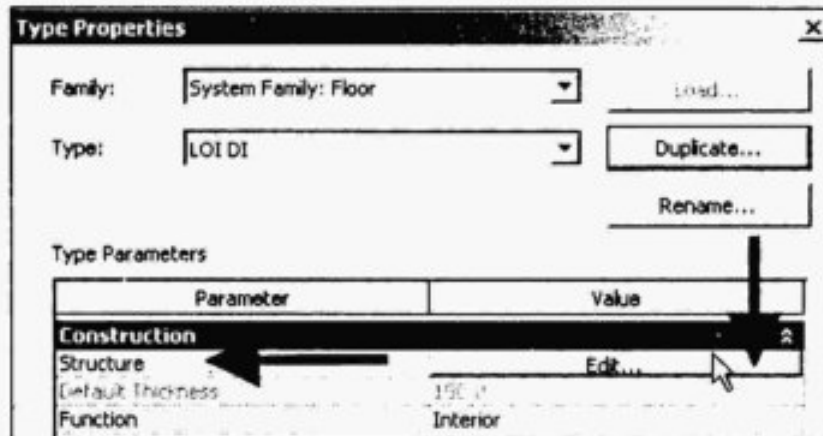 Type Properties
Family: System Family: Floor Load...
Type: LOI DI Duplicate...
Rename...
Type Parameters
Parameter Value
Construction
Structure Edit...
Default Thickness
Function Interior